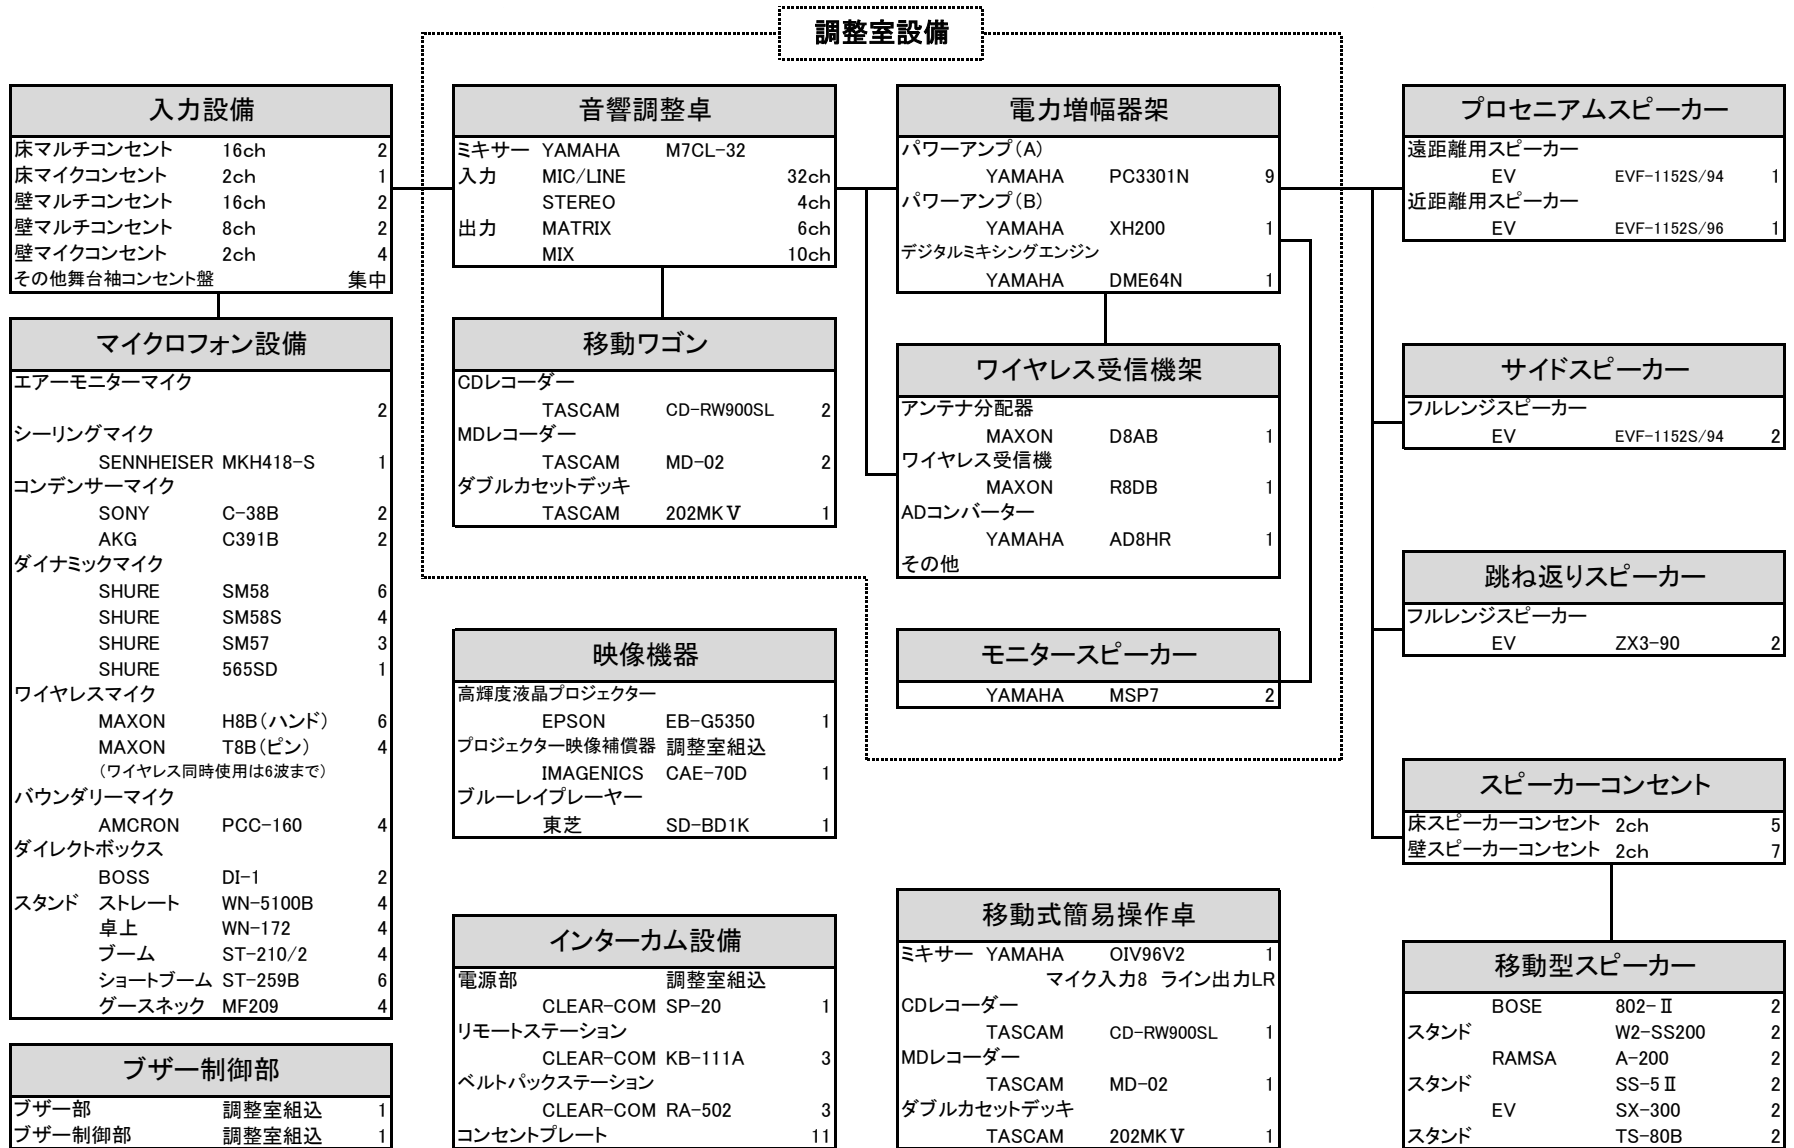 調整室設備
入力設備
床マルチコンセント 16ch 2
床マイクコンセント 2ch 1
壁マルチコンセント 16ch 2
壁マルチコンセント 8ch 2
壁マイクコンセント 2ch 4
その他舞台袖コンセント盤 集中
マイクロフォン設備
エアーモニターマイク
2
シーリングマイク
SENNHEISER MKH418-S 1
コンデンサーマイク
SONY C-38B 2
AKG C391B 2
ダイナミックマイク
SHURE SM58 6
SHURE SM58S 4
SHURE SM57 3
SHURE 565SD 1
ワイヤレスマイク
MAXON H8B(ハンド) 6
MAXON T8B(ピン) 4
(ワイヤレス同時使用は6波まで)
バウンダリーマイク
AMCRON PCC-160 4
ダイレクトボックス
BOSS DI-1 2
スタンド ストレート WN-5100B 4
卓上 WN-172 4
ブーム ST-210/2 4
ショートブーム ST-259B 6
グースネック MF209 4
ブザー制御部
ブザー部 調整室組込 1
ブザー制御部 調整室組込 1
音響調整卓
ミキサー YAMAHA M7CL-32
入力 MIC/LINE 32ch
STEREO 4ch
出力 MATRIX 6ch
MIX 10ch
移動ワゴン
CDレコーダー
TASCAM CD-RW900SL 2
MDレコーダー
TASCAM MD-02 2
ダブルカセットデッキ
TASCAM 202MKⅤ 1
映像機器
高輝度液晶プロジェクター
EPSON EB-G5350 1
プロジェクター映像補償器 調整室組込
IMAGENICS CAE-70D 1
ブルーレイプレーヤー
東芝 SD-BD1K 1
インターカム設備
電源部 調整室組込
CLEAR-COM SP-20 1
リモートステーション
CLEAR-COM KB-111A 3
ベルトパックステーション
CLEAR-COM RA-502 3
コンセントプレート 11
電力増幅器架
パワーアンプ(A)
YAMAHA PC3301N 9
パワーアンプ(B)
YAMAHA XH200 1
デジタルミキシングエンジン
YAMAHA DME64N 1
ワイヤレス受信機架
アンテナ分配器
MAXON D8AB 1
ワイヤレス受信機
MAXON R8DB 1
ADコンバーター
YAMAHA AD8HR 1
その他
モニタースピーカー
YAMAHA MSP7 2
移動式簡易操作卓
ミキサー YAMAHA OIV96V2 1
マイク入力8 ライン出力LR
CDレコーダー
TASCAM CD-RW900SL 1
MDレコーダー
TASCAM MD-02 1
ダブルカセットデッキ
TASCAM 202MKⅤ 1
プロセニアムスピーカー
遠距離用スピーカー
EV EVF-1152S/94 1
近距離用スピーカー
EV EVF-1152S/96 1
サイドスピーカー
フルレンジスピーカー
EV EVF-1152S/94 2
跳ね返りスピーカー
フルレンジスピーカー
EV ZX3-90 2
スピーカーコンセント
床スピーカーコンセント 2ch 5
壁スピーカーコンセント 2ch 7
移動型スピーカー
BOSE 802-Ⅱ 2
スタンド W2-SS200 2
RAMSA A-200 2
スタンド SS-5Ⅱ 2
EV SX-300 2
スタンド TS-80B 2